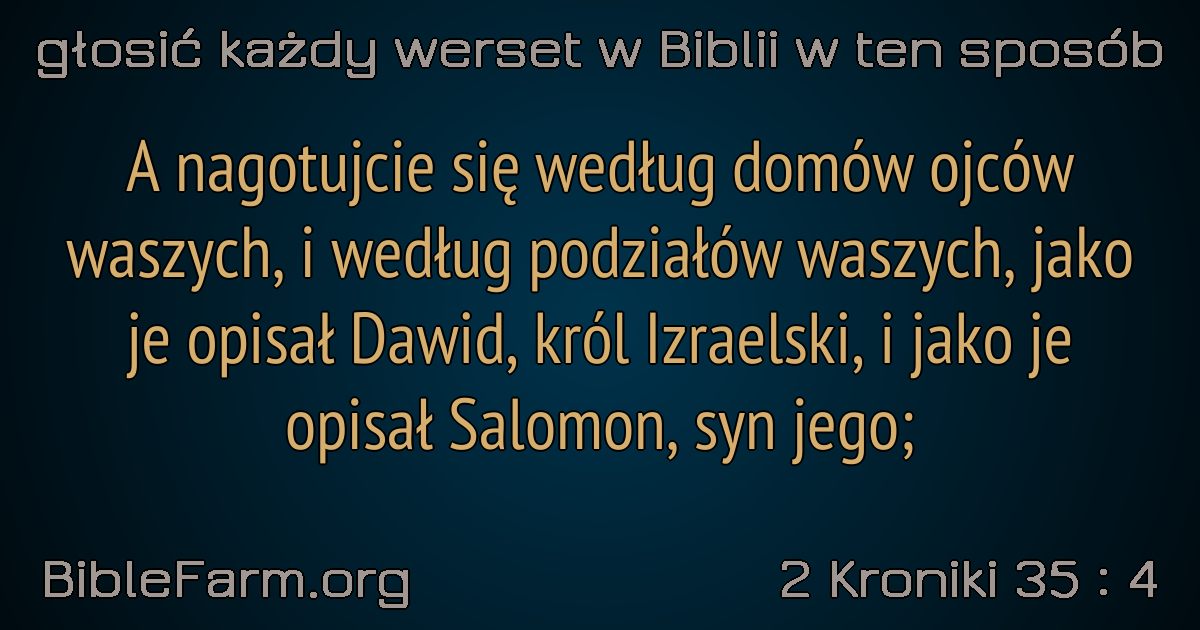 głosić każdy werset w Biblii w ten sposób
A nagotujcie się według domów ojców
waszych, i według podziałów waszych, jako
je opisał Dawid, król Izraelski, i jako je
opisał Salomon, syn jego;
BibleFarm.org
2 Kroniki 35 : 4